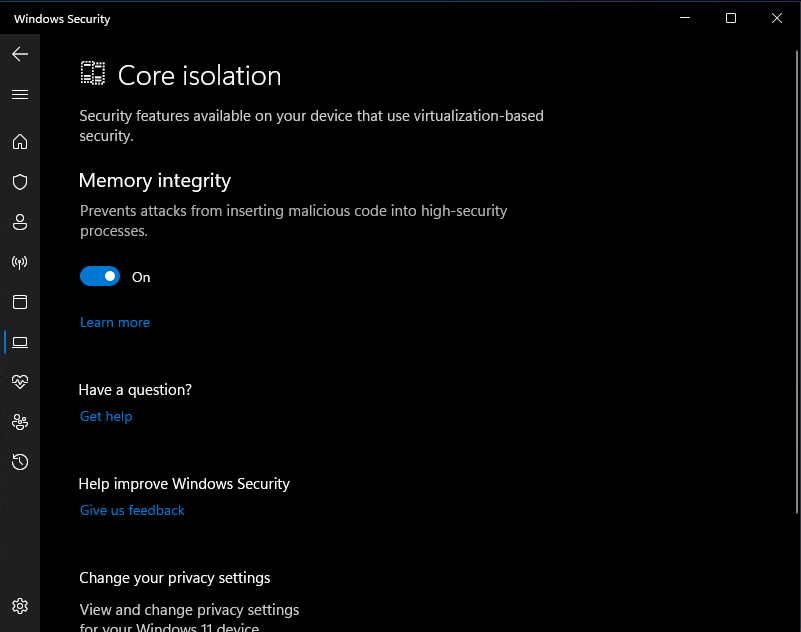 Windows Security
Core isolation
Security features available on your device that use virtualization-based
security.
Memory integrity
Prevents attacks from inserting malicious code into high-security
processes.
On
Learn more
Have a question?
Get help
Help improve Windows Security
Give us feedback
Change your privacy settings
View and change privacy settings
for your Windows 11 device